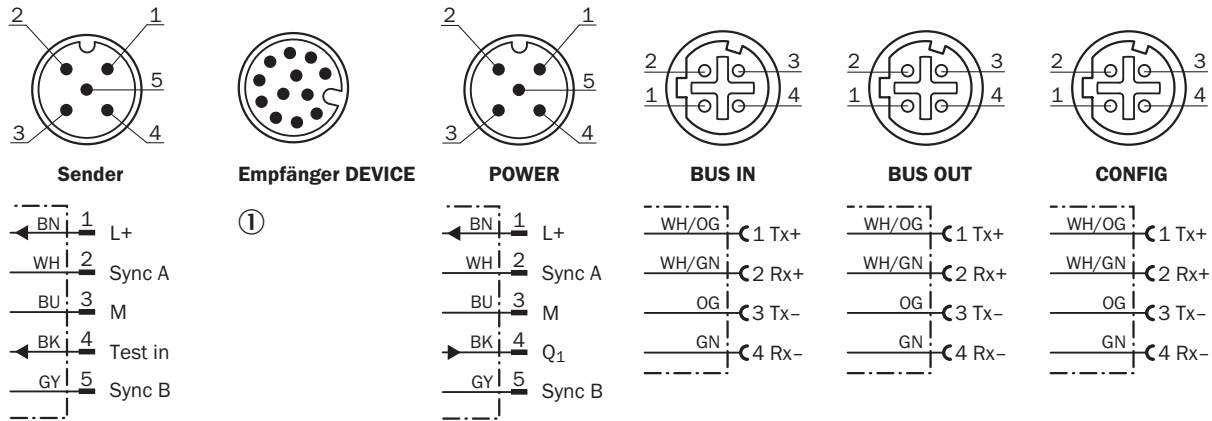 2 1
5
3 4
Sender
Empfänger DEVICE
2 1
5
3 4
POWER
2 3
1 4
BUS IN
2 3
1 4
BUS OUT
2 3
1 4
CONFIG
BN 1 L+
WH 2 Sync A
BU 3 M
BK 4 Test in
GY 5 Sync B
①
BN 1 L+
WH 2 Sync A
BU 3 M
BK 4 Q₁
GY 5 Sync B
WH/OG 1 Tx+
WH/GN 2 Rx+
OG 3 Tx–
GN 4 Rx–
WH/OG 1 Tx+
WH/GN 2 Rx+
OG 3 Tx–
GN 4 Rx–
WH/OG 1 Tx+
WH/GN 2 Rx+
OG 3 Tx–
GN 4 Rx–